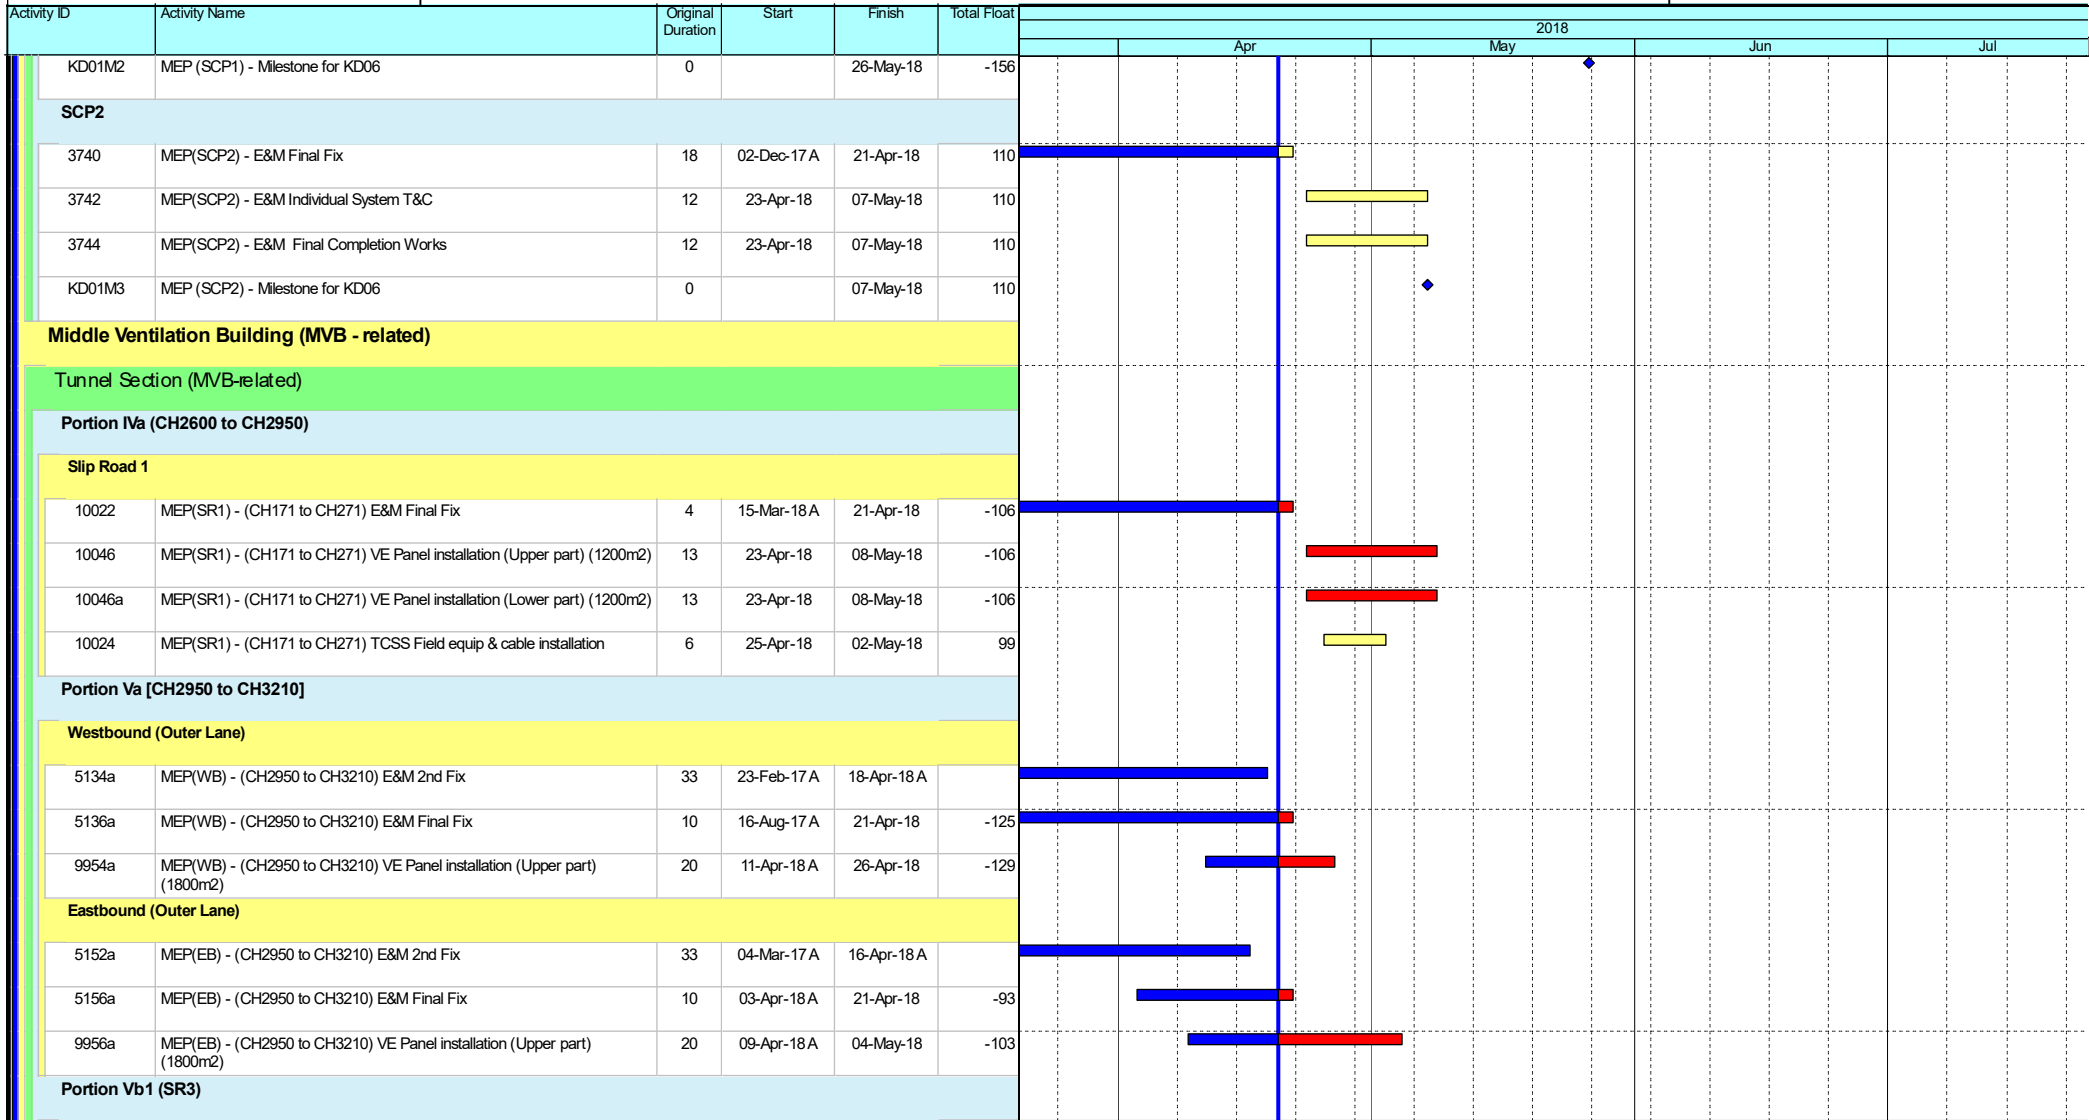 Activity ID Activity Name Original Duration Start Finish Total Float
2018
Apr May Jun Jul
KD01M2 MEP (SCP1) - Milestone for KD06 0 26-May-18 -156
SCP2
3740 MEP(SCP2) - E&M Final Fix 18 02-Dec-17 A 21-Apr-18 110
3742 MEP(SCP2) - E&M Individual System T&C 12 23-Apr-18 07-May-18 110
3744 MEP(SCP2) - E&M Final Completion Works 12 23-Apr-18 07-May-18 110
KD01M3 MEP (SCP2) - Milestone for KD06 0 07-May-18 110
Middle Ventilation Building (MVB - related)
Tunnel Section (MVB-related)
Portion IVa (CH2600 to CH2950)
Slip Road 1
10022 MEP(SR1) - (CH171 to CH271) E&M Final Fix 4 15-Mar-18 A 21-Apr-18 -106
10046 MEP(SR1) - (CH171 to CH271) VE Panel installation (Upper part) (1200m2) 13 23-Apr-18 08-May-18 -106
10046a MEP(SR1) - (CH171 to CH271) VE Panel installation (Lower part) (1200m2) 13 23-Apr-18 08-May-18 -106
10024 MEP(SR1) - (CH171 to CH271) TCSS Field equip & cable installation 6 25-Apr-18 02-May-18 99
Portion Va [CH2950 to CH3210]
Westbound (Outer Lane)
5134a MEP(WB) - (CH2950 to CH3210) E&M 2nd Fix 33 23-Feb-17 A 18-Apr-18 A
5136a MEP(WB) - (CH2950 to CH3210) E&M Final Fix 10 16-Aug-17 A 21-Apr-18 -125
9954a MEP(WB) - (CH2950 to CH3210) VE Panel installation (Upper part) 20 11-Apr-18 A 26-Apr-18 -129
(1800m2)
Eastbound (Outer Lane)
5152a MEP(EB) - (CH2950 to CH3210) E&M 2nd Fix 33 04-Mar-17 A 16-Apr-18 A
5156a MEP(EB) - (CH2950 to CH3210) E&M Final Fix 10 03-Apr-18 A 21-Apr-18 -93
9956a MEP(EB) - (CH2950 to CH3210) VE Panel installation (Upper part) 20 09-Apr-18 A 04-May-18 -103
(1800m2)
Portion Vb1 (SR3)